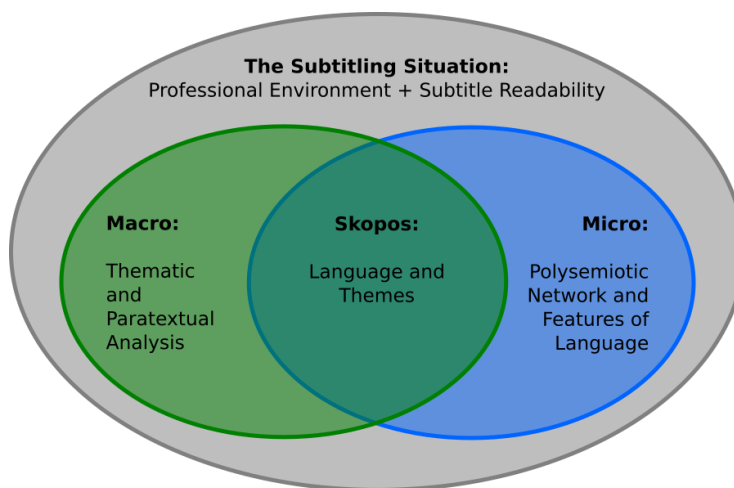 The Subtitling Situation:
Professional Environment + Subtitle Readability
Macro:
Thematic
and
Paratextual
Analysis
Skopos:
Language and
Themes
Micro:
Polysemiotic
Network and
Features of
Language